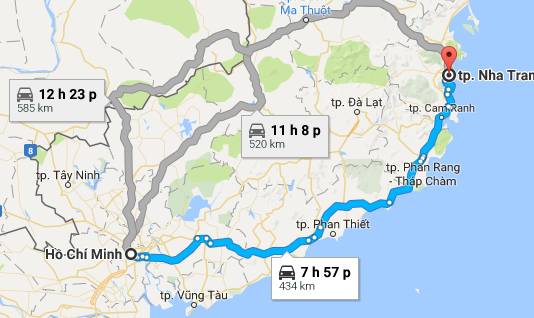 Ma Thuột
tp. Nha Tran
12 h 23 p
585 km
tp. Đà Lạt
tp. Cam Ranh
11 h 8 p
520 km
8
tp. Tây Ninh
tp. Phan Rang
- Tháp Chàm
tp. Phan Thiết
Hồ Chí Minh
7 h 57 p
434 km
tp. Vũng Tàu